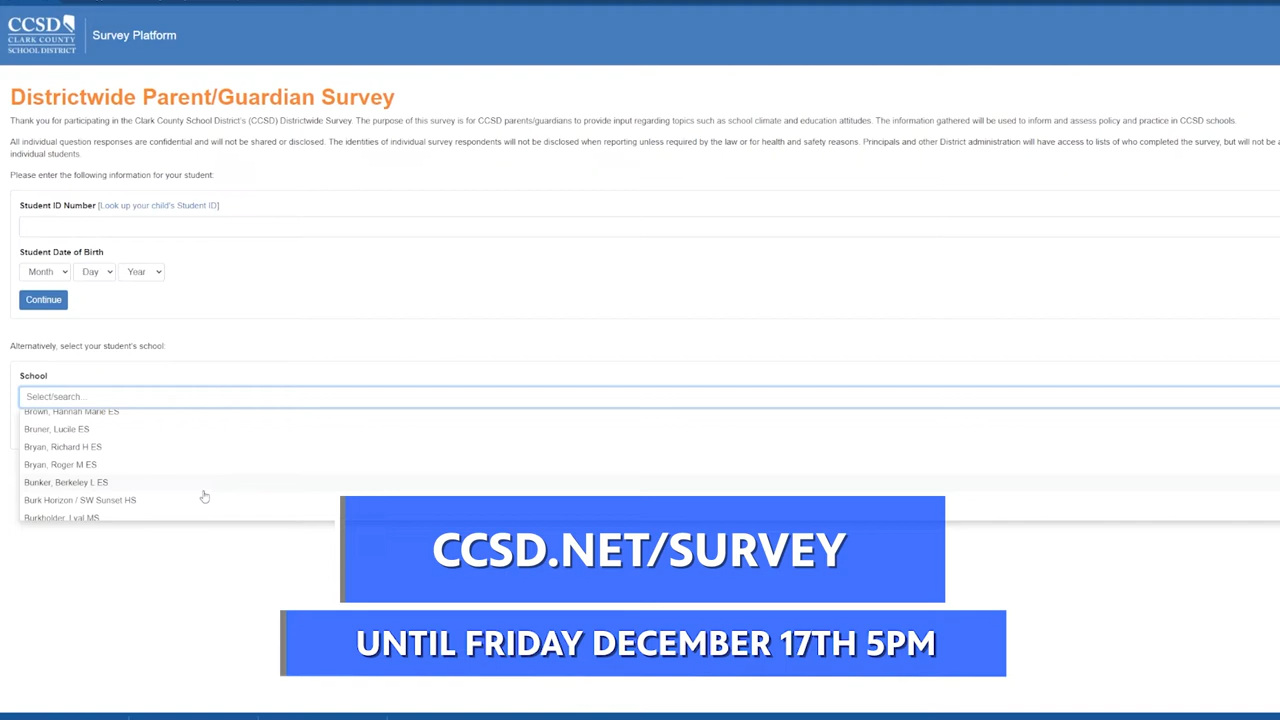 CCSD
CLARK COUNTY
SCHOOL DISTRICT
Survey Platform
Districtwide Parent/Guardian Survey
Thank you for participating in the Clark County School District's (CCSD) Districtwide Survey. The purpose of this survey is for CCSD parents/guardians to provide input regarding topics such as school climate and education attitudes. The information gathered will be used to inform and assess policy and practice in CCSD schools.
All individual question responses are confidential and will not be shared or disclosed. The identities of individual survey respondents will not be disclosed when reporting unless required by the law or for health and safety reasons. Principals and other District administration will have access to lists of who completed the survey, but will not be a
individual students.
Please enter the following information for your student:
Student ID Number [Look up your child's Student ID]
Student Date of Birth
Month Day Year
Continue
Alternatively, select your student's school:
School
Select/search...
Brown, Hannah Marie ES
Bruner, Lucile ES
Bryan, Richard H ES
Bryan, Roger M ES
Bunker, Berkeley L ES
Burk Horizon / SW Sunset HS
Burkholder, Lyal MS
CCSD.NET/SURVEY
UNTIL FRIDAY DECEMBER 17TH 5PM